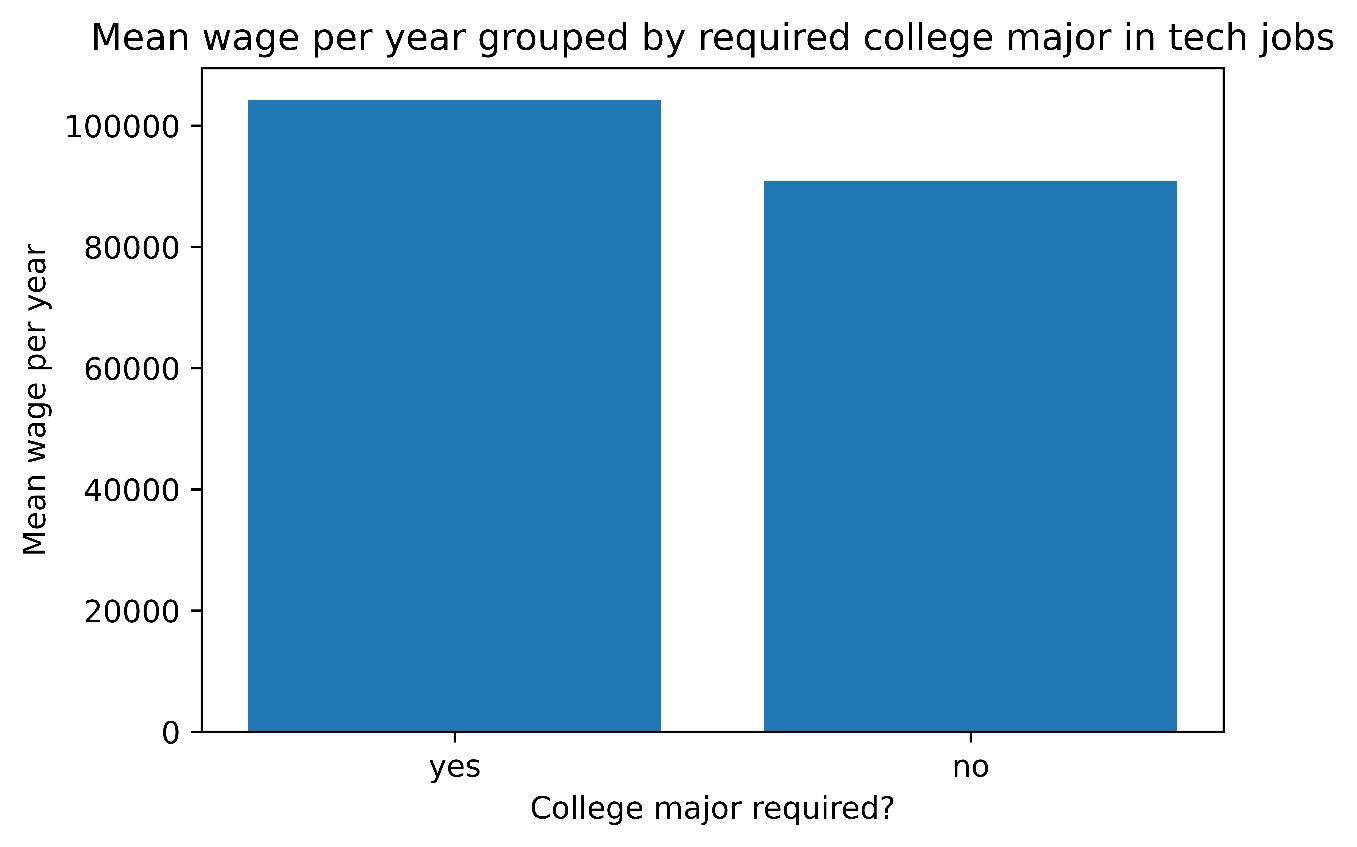 Mean wage per year grouped by required college major in tech jobs
Mean wage per year
100000
80000
60000
40000
20000
0
yes no
College major required?